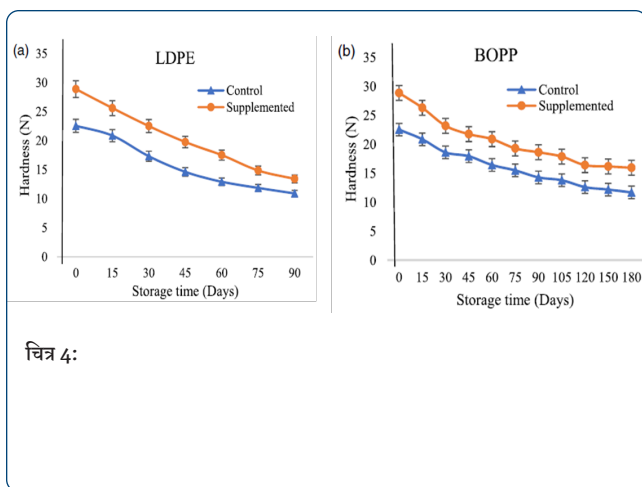 (a)
LDPE
Control
Supplemented
Hardness (N)
35
30
25
20
15
10
5
0
0 15 30 45 60 75 90
Storage time (Days)
(b)
BOPP
Control
Supplemented
Hardness (N)
35
30
25
20
15
10
5
0
0 15 30 45 60 75 90 105 120 150 180
Storage time (Days)
चित्र 4: